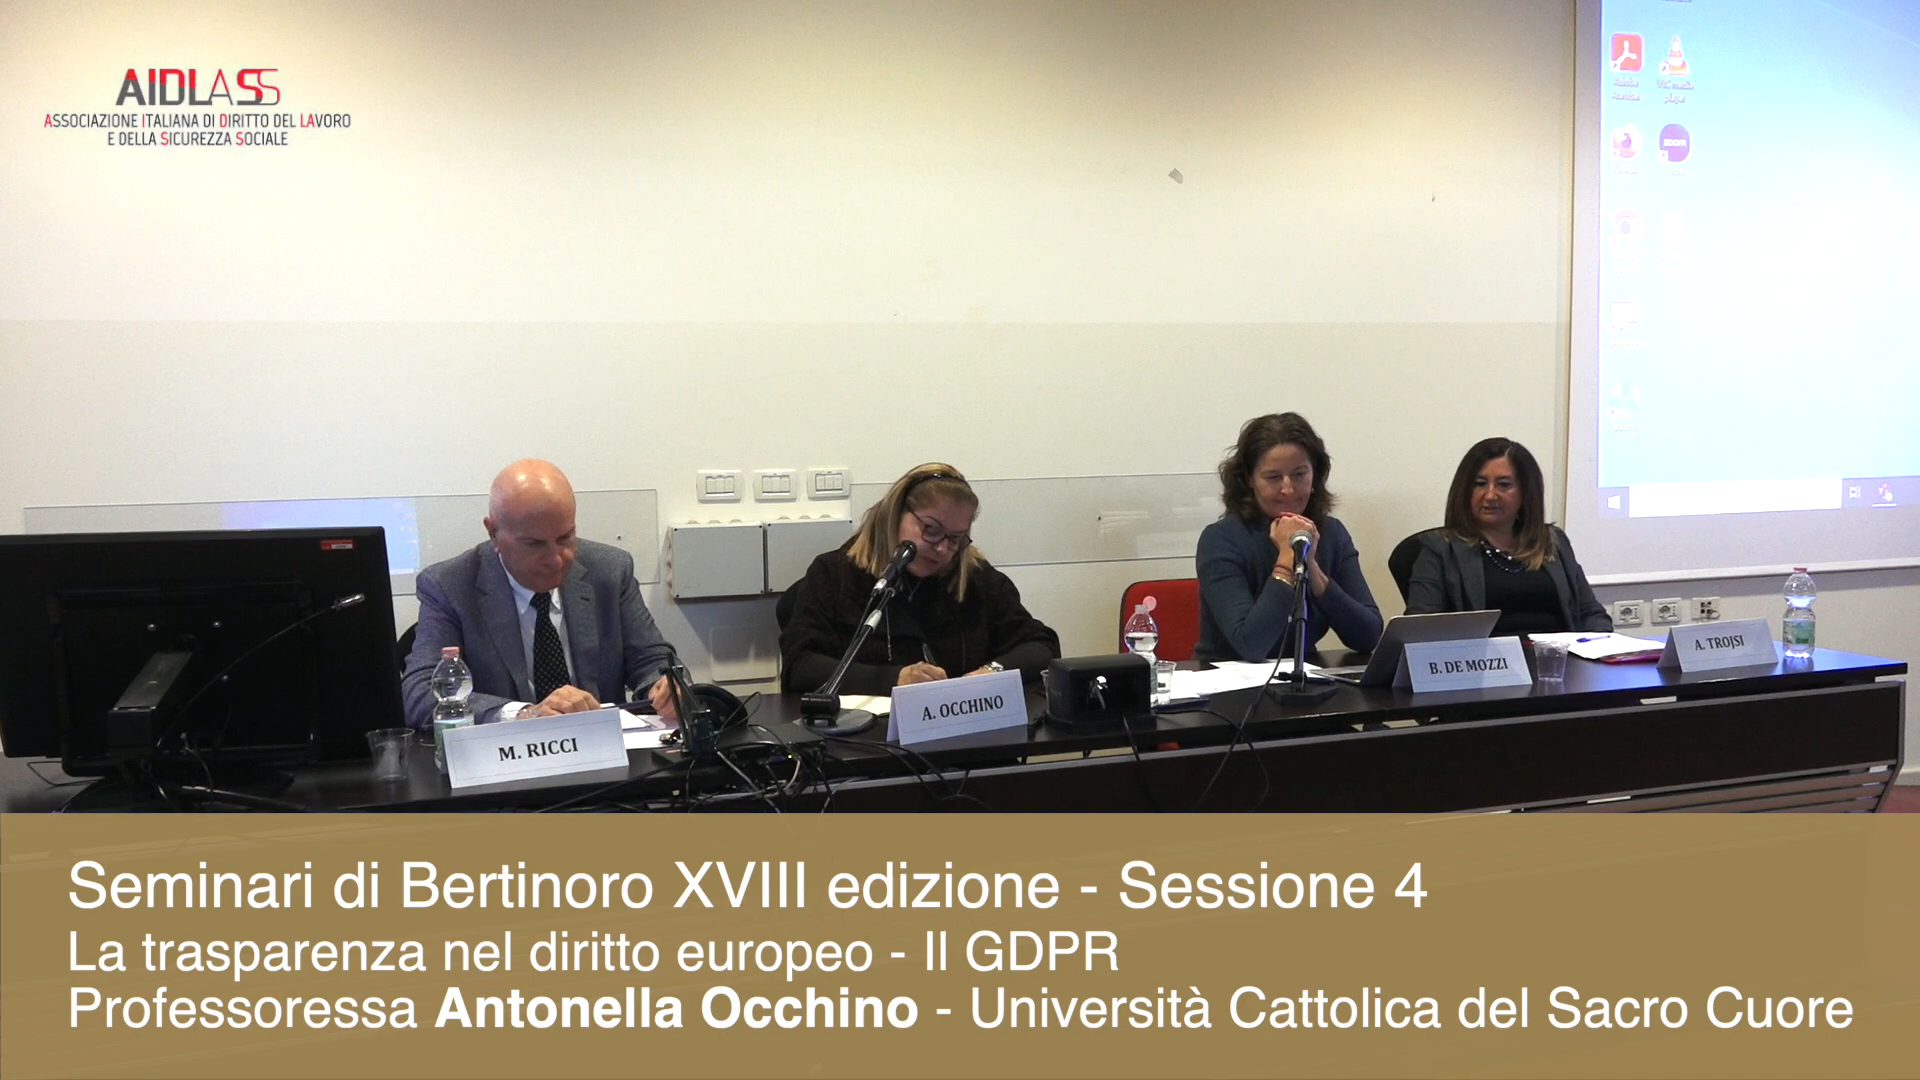 AIDLASS
ASSOCIAZIONE ITALIANA DI DIRITTO DEL LAVORO
E DELLA SICUREZZA SOCIALE
ZOOM
M. RICCI
A. OCCHINO
B. DE MOZZI
A. TROJSI
Seminari di Bertinoro XVIII edizione - Sessione 4
La trasparenza nel diritto europeo - Il GDPR
Professoressa Antonella Occhino - Università Cattolica del Sacro Cuore